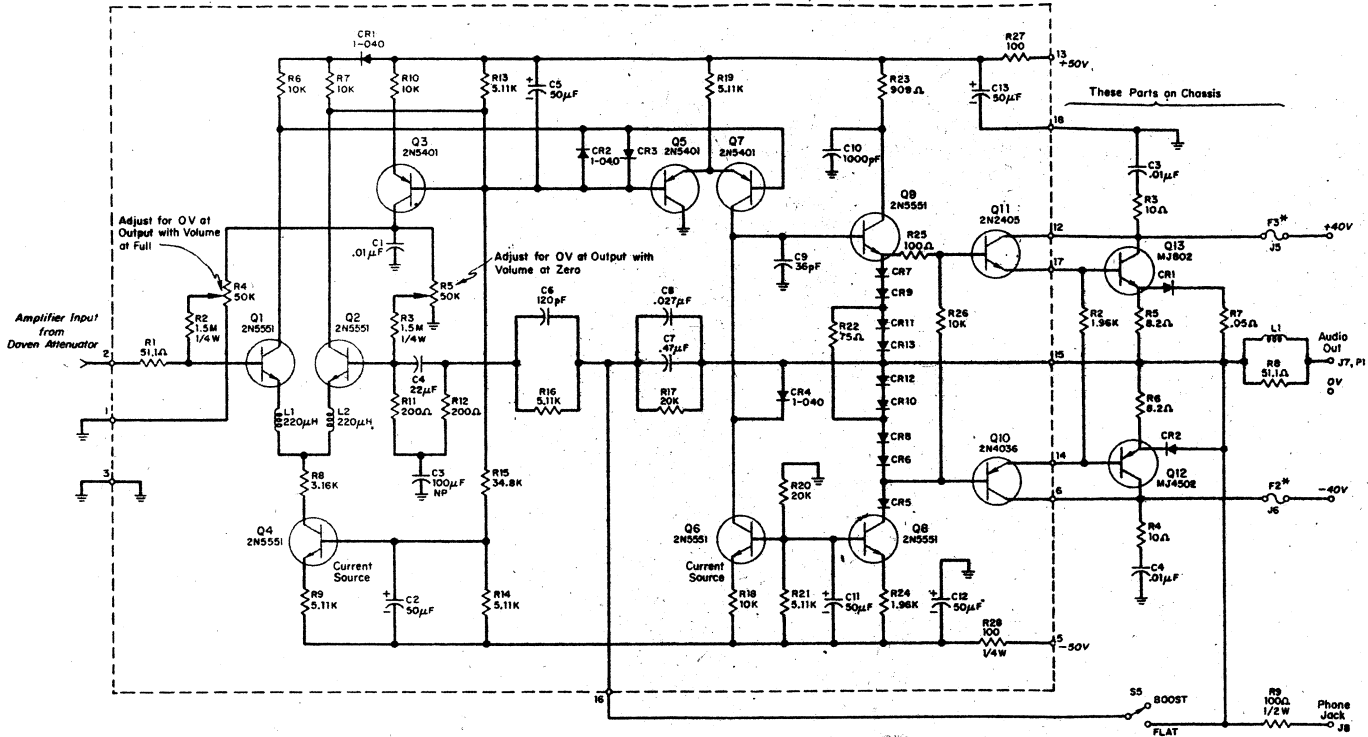 CR1
1-040
R6
10K
R7
10K
R10
10K
R13
5.11K
C5
50µF
R19
5.11K
R23
909Ω
C13
50µF
R27
100
13
+50V
These Parts on Chassis
18
Q3
2N5401
CR2
1-040
CR3
Q5
2N5401
Q7
2N5401
C10
1000pF
C3
.01µF
R3
10Ω
Adjust for 0V at
Output with Volume
at Full
C1
.01µF
Adjust for 0V at Output with
Volume at Zero
Q9
2N5551
R25
100Ω
Q11
2N2405
12
17
F3*
J5
+40V
Q13
MJ802
CR1
R4
50K
R5
50K
C9
36pF
CR7
CR9
CR11
CR13
R22
75Ω
R26
10K
R2
1.96K
R5
8.2Ω
R7
.05Ω
Amplifier Input
from
Daven Attenuator
2
R1
51.1Ω
R2
1.5M
1/4W
Q1
2N5551
Q2
2N5551
R3
1.5M
1/4W
C4
22µF
C6
120pF
R16
5.11K
C8
.027µF
C7
.47µF
R17
20K
CR4
1-040
15
L1
R8
51.1Ω
Audio
Out
J7, P1
0V
1
L1
220µH
L2
220µH
R11
200Ω
R12
200Ω
CR12
CR10
CR8
CR6
CR5
R6
8.2Ω
CR2
Q10
2N4036
14
6
Q12
MJ4502
F2*
J6
-40V
3
R8
3.16K
C3
100µF
NP
R15
34.8K
R20
20K
Q4
2N5551
Current
Source
Q6
2N5551
Current
Source
Q8
2N5551
R4
10Ω
C4
.01µF
R9
5.11K
C2
50µF
R14
5.11K
R18
10K
R21
5.11K
C11
50µF
R24
1.96K
C12
50µF
R28
100
1/4W
5
-50V
16
S5
BOOST
FLAT
R9
100Ω
1/2W
Phone
Jack
J8